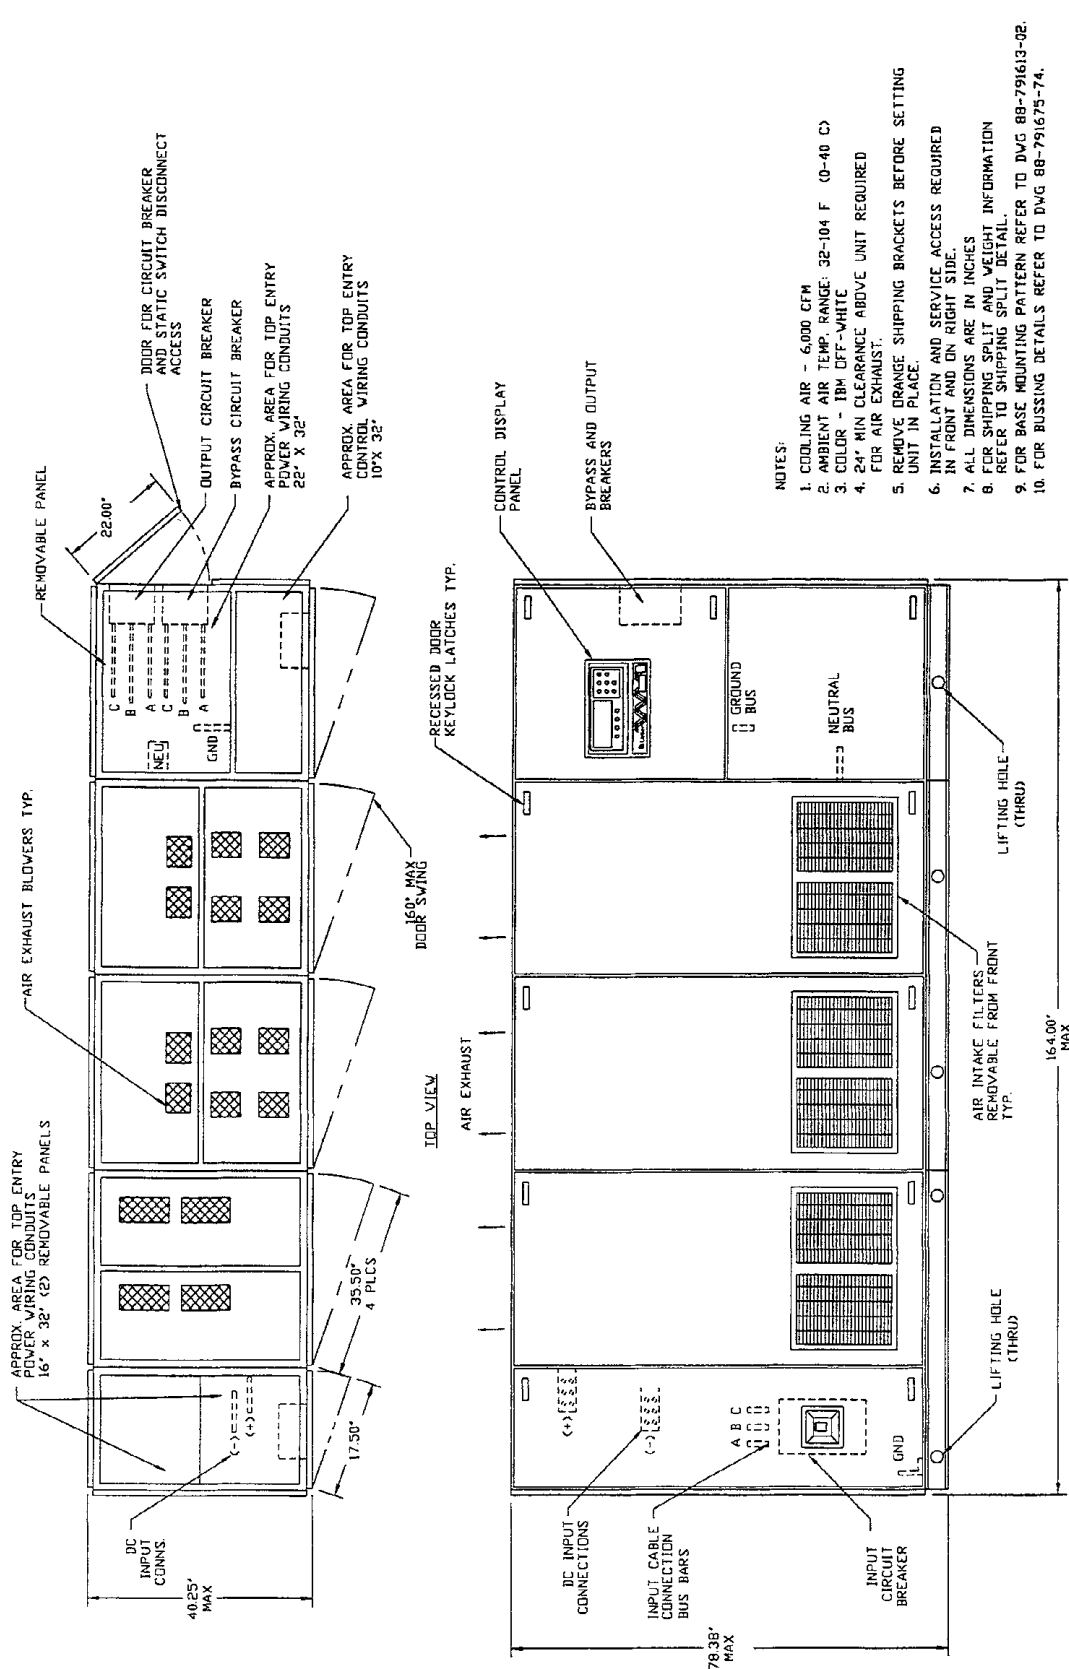 APPROX. AREA FOR TOP ENTRY
POWER WIRING CONDUITS
16" x 32" (2) REMOVABLE PANELS
AIR EXHAUST BLOWERS TYP.
REMOVABLE PANEL
22.00"
DOOR FOR CIRCUIT BREAKER
AND STATIC SWITCH DISCONNECT
ACCESS
OUTPUT CIRCUIT BREAKER
BYPASS CIRCUIT BREAKER
APPROX. AREA FOR TOP ENTRY
POWER WIRING CONDUITS
22" X 32"
APPROX. AREA FOR TOP ENTRY
CONTROL WIRING CONDUITS
10"X 32"
C
B
A
C
B
A
NEU
GND
(-)
(+)
DC
INPUT
CONNS.
40.25"
MAX
17.50"
35.50"
4 PLCS
160° MAX
DOOR SWING
TOP VIEW
AIR EXHAUST
RECESSED DOOR
KEYLOCK LATCHES TYP.
CONTROL DISPLAY
PANEL
BYPASS AND OUTPUT
BREAKERS
GROUND
BUS
NEUTRAL
BUS
(+)
(-)
A B C
GND
DC INPUT
CONNECTIONS
INPUT CABLE
CONNECTION
BUS BARS
INPUT
CIRCUIT
BREAKER
78.38"
MAX
LIFTING HOLE
(THRU)
AIR INTAKE FILTERS
REMOVABLE FROM FRONT
TYP.
LIFTING HOLE
(THRU)
164.00"
MAX
NOTES:
1. COOLING AIR - 6,000 CFM
2. AMBIENT AIR TEMP. RANGE: 32-104 F (0-40 C)
3. COLOR - IBM OFF-WHITE
4. 24" MIN CLEARANCE ABOVE UNIT REQUIRED
FOR AIR EXHAUST.
5. REMOVE ORANGE SHIPPING BRACKETS BEFORE SETTING
UNIT IN PLACE.
6. INSTALLATION AND SERVICE ACCESS REQUIRED
IN FRONT AND ON RIGHT SIDE.
7. ALL DIMENSIONS ARE IN INCHES
8. FOR SHIPPING SPLIT AND WEIGHT INFORMATION
REFER TO SHIPPING SPLIT DETAIL.
9. FOR BASE MOUNTING PATTERN REFER TO DWG 88-791613-02.
10. FOR BUSSING DETAILS REFER TO DWG 88-791675-74.